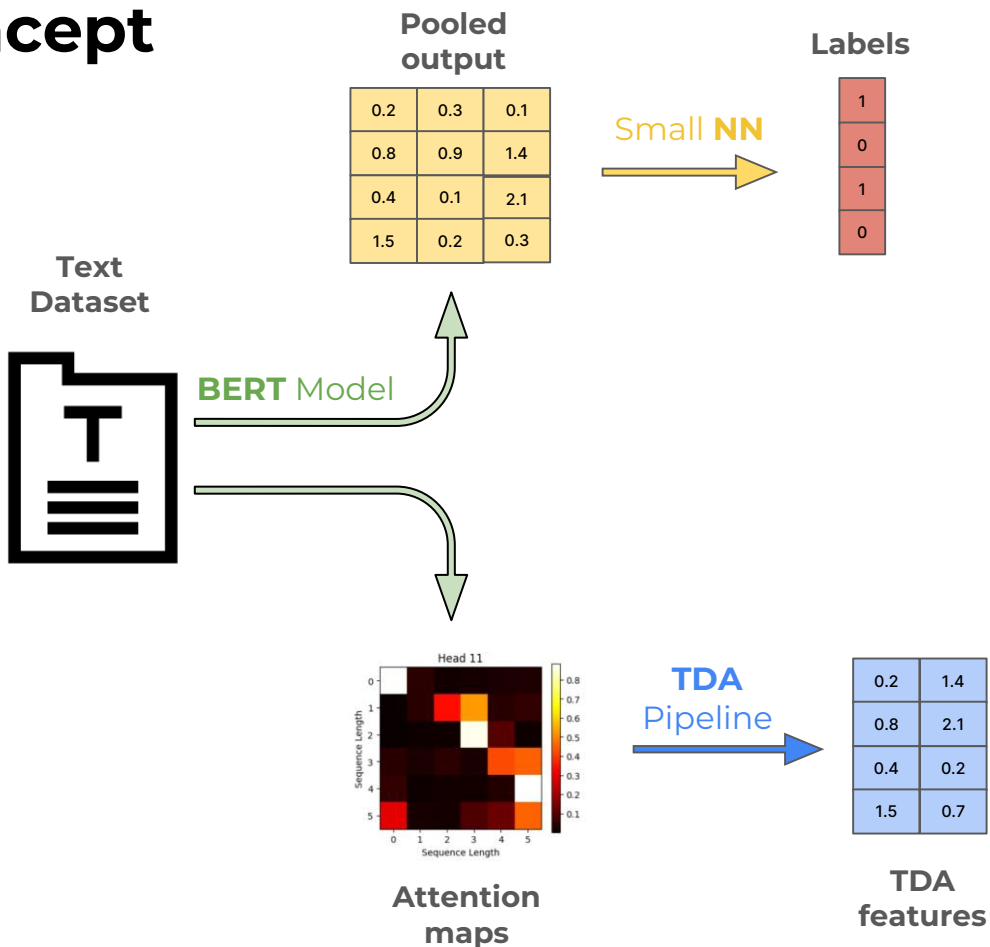 ncept
Pooled
output
Labels
0.2 0.3 0.1
0.8 0.9 1.4
0.4 0.1 2.1
1.5 0.2 0.3
Small NN
1
0
1
0
Text
Dataset
T
BERT Model
Head 11
0
1
2
3
4
5
Sequence Length
0 1 2 3 4 5
Sequence Length
0.8
0.7
0.6
0.5
0.4
0.3
0.2
0.1
Attention
maps
TDA
Pipeline
0.2 1.4
0.8 2.1
0.4 0.2
1.5 0.7
TDA
features